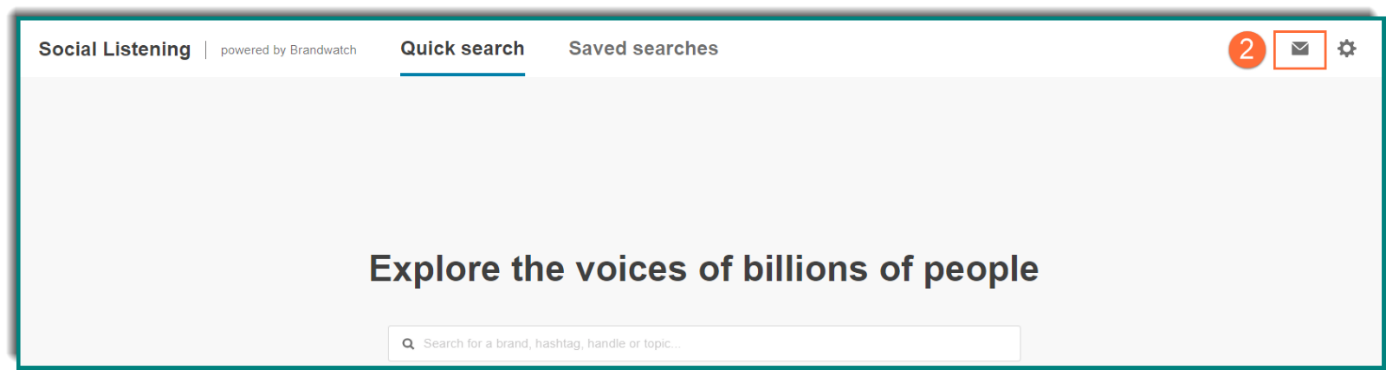 Social Listening | powered by Brandwatch Quick search Saved searches 2
Explore the voices of billions of people
Search for a brand, hashtag, handle or topic...